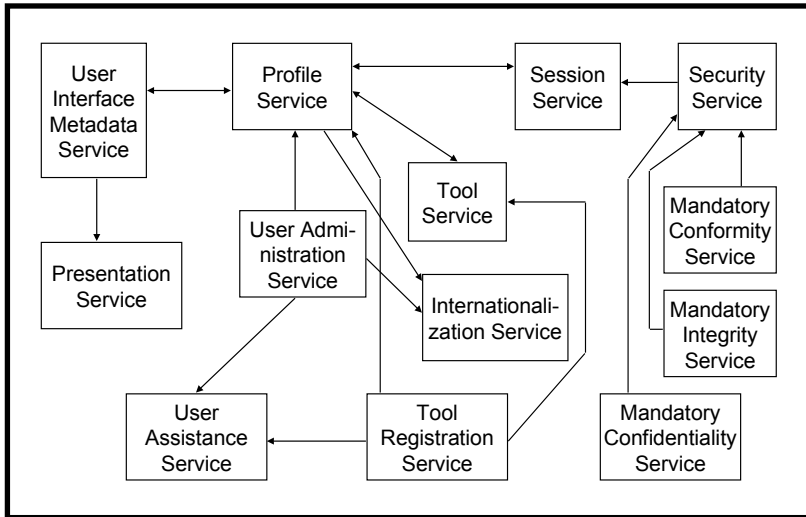 User
Interface
Metadata
Service
Profile
Service
Session
Service
Security
Service
Tool
Service
User Admi-
nistration
Service
Mandatory
Conformity
Service
Presentation
Service
Internationali-
zation Service
Mandatory
Integrity
Service
User
Assistance
Service
Tool
Registration
Service
Mandatory
Confidentiality
Service